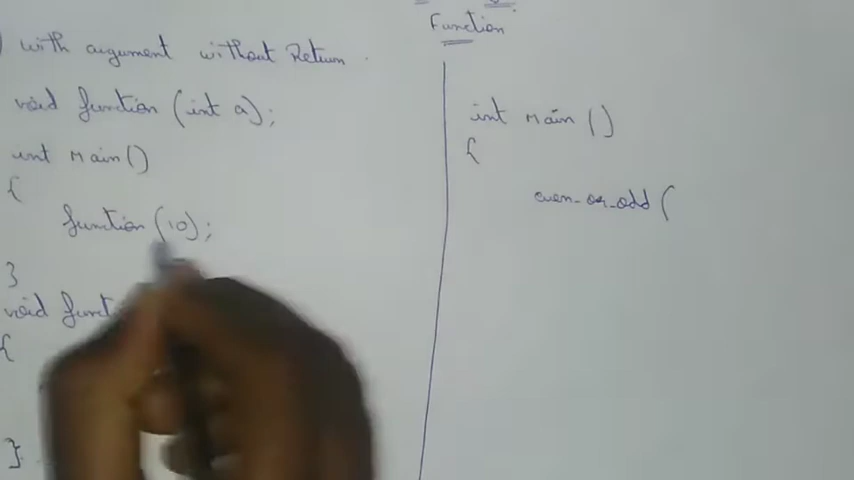 Function
) with argument without Return.
void function (int a);
int Main()
{
function (10);
}
void funct
{
}
int Main ()
{
even_or_odd (